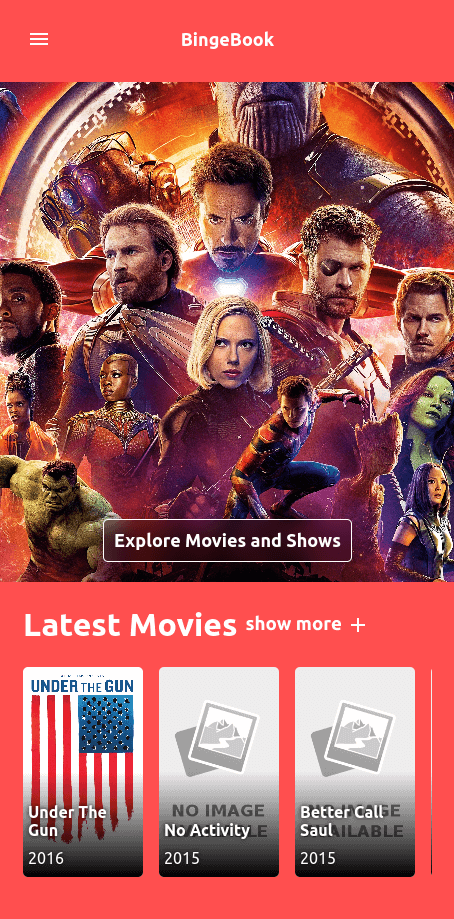 BingeBook
Explore Movies and Shows
Latest Movies show more +
UNDER THE GUN
Under The
Gun
2016
NO IMAGE
No Activity
2015
NO IMAGE
Better Call
Saul
AVAILABLE
2015